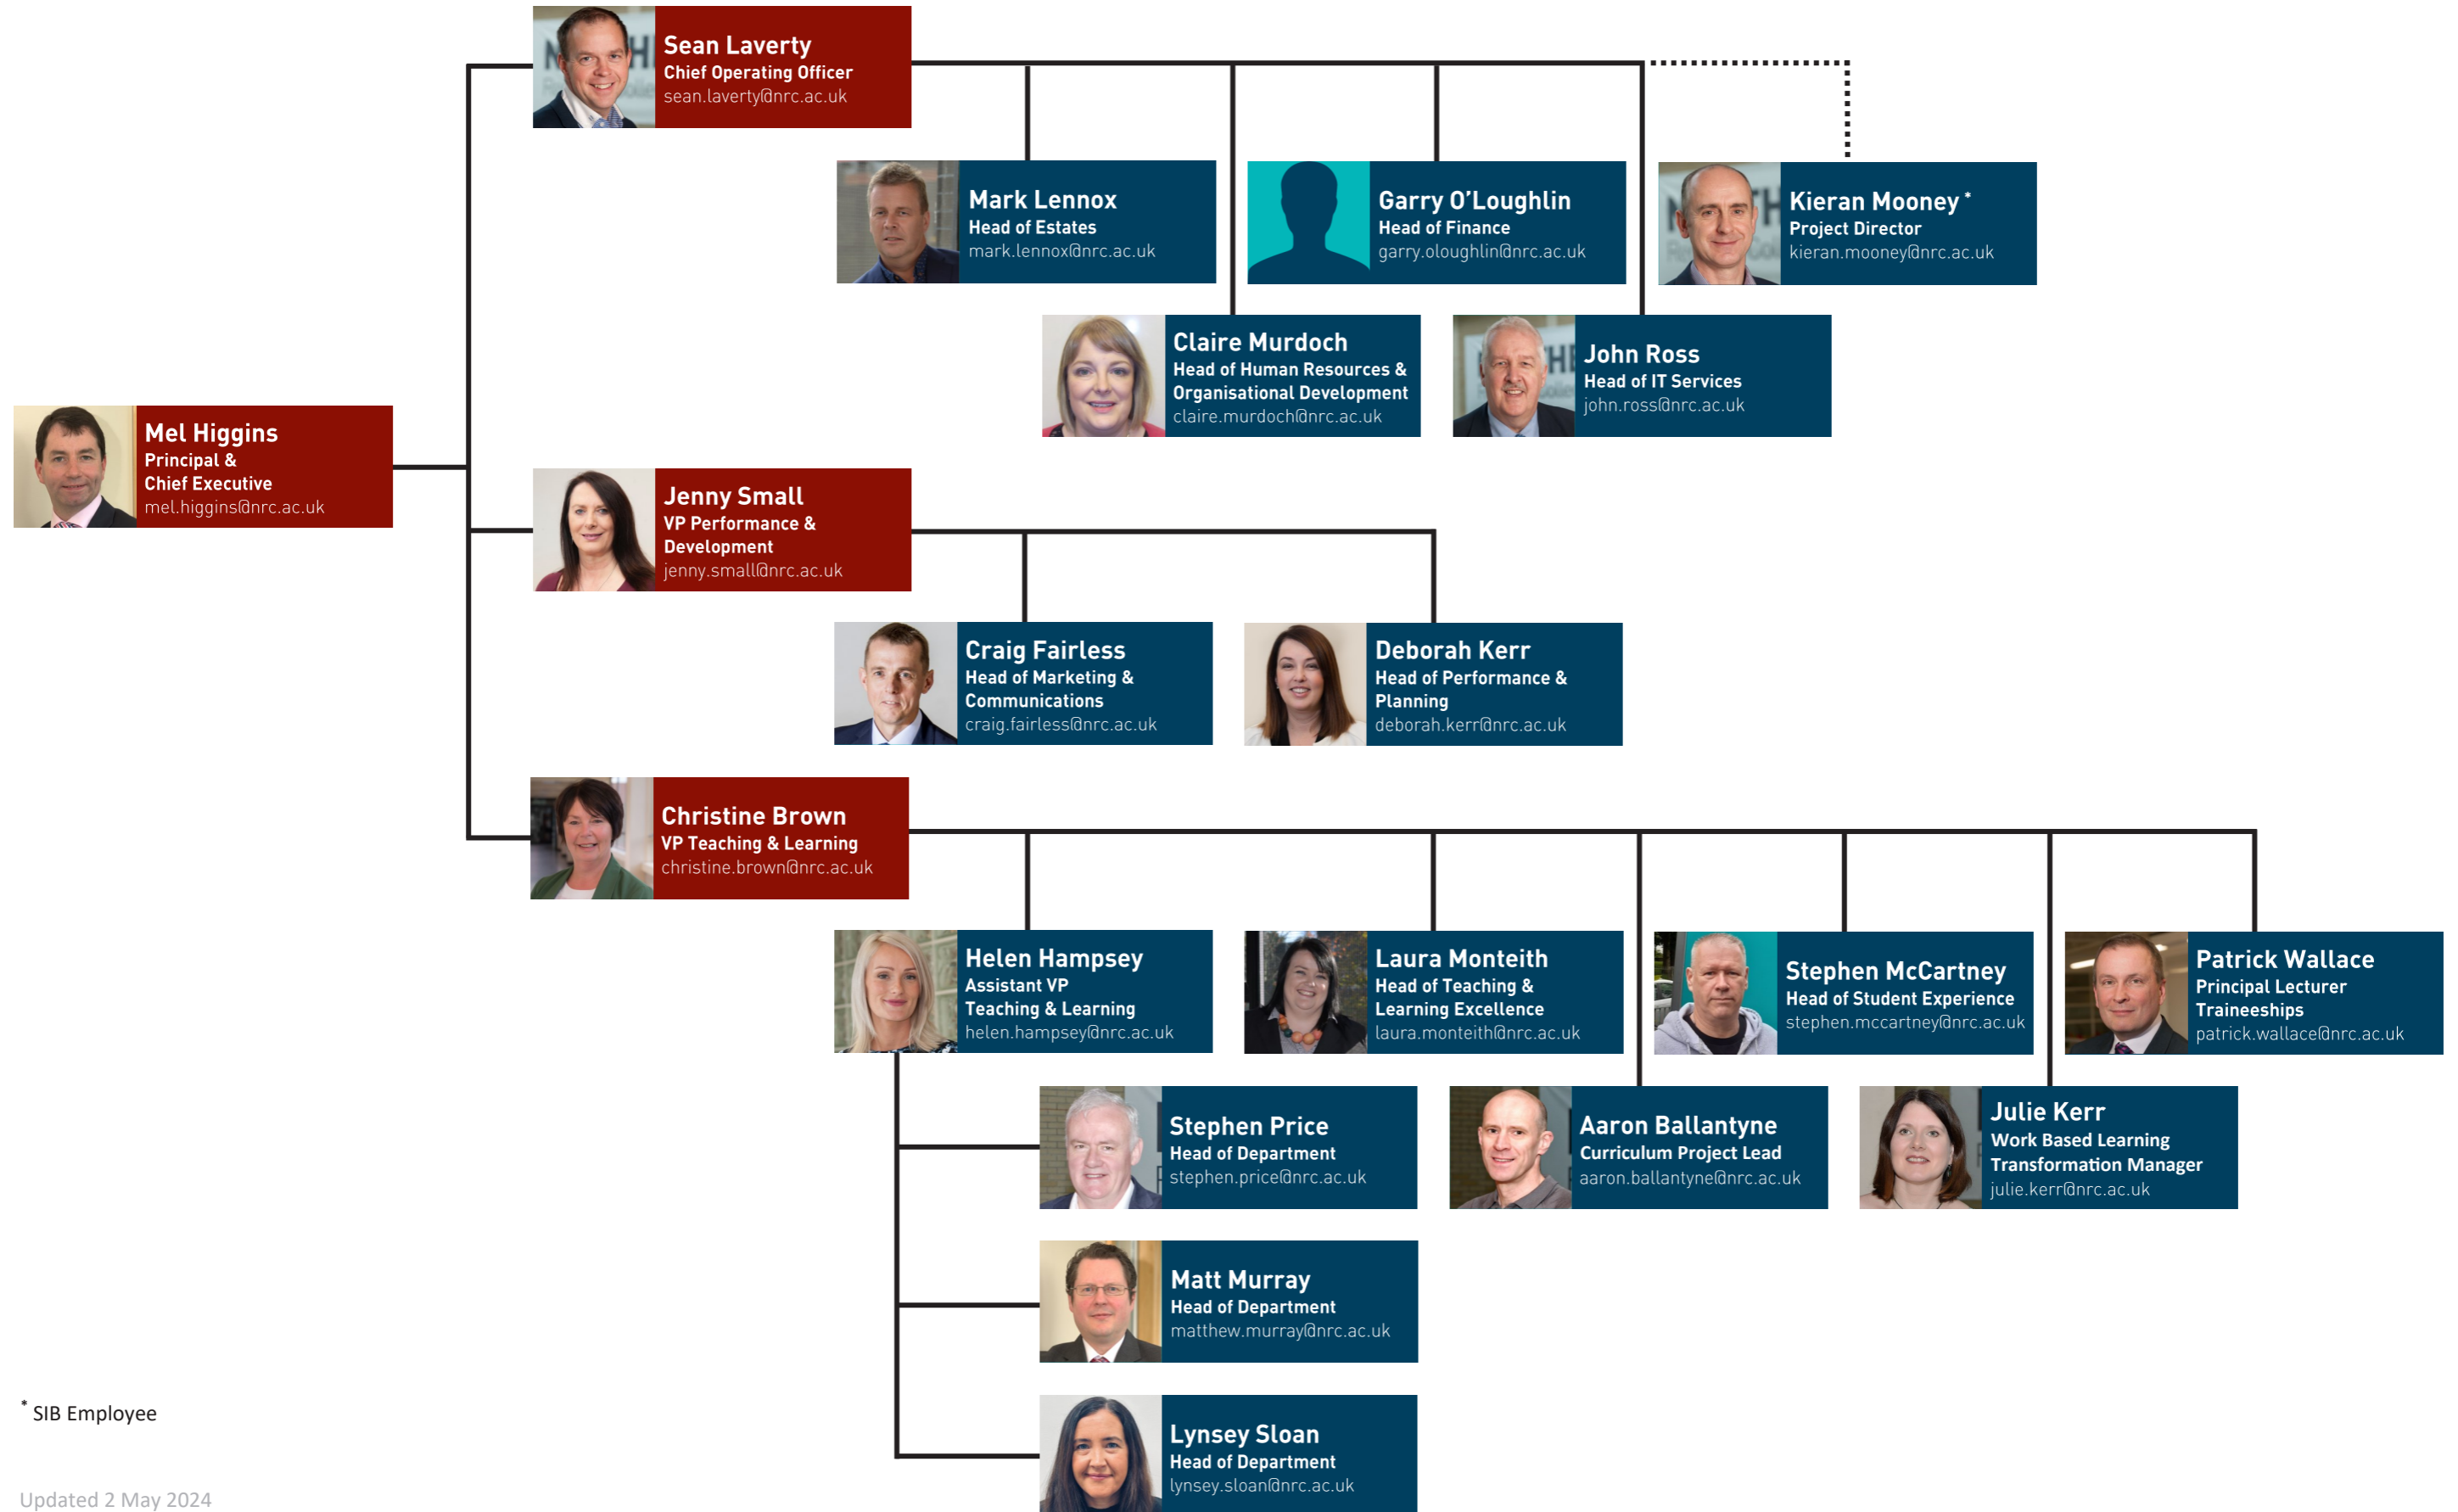 Sean Laverty
Chief Operating Officer
sean.laverty@nrc.ac.uk
Mark Lennox
Head of Estates
mark.lennox@nrc.ac.uk
Garry O’Loughlin
Head of Finance
garry.oloughlin@nrc.ac.uk
Kieran Mooney *
Project Director
kieran.mooney@nrc.ac.uk
Claire Murdoch
Head of Human Resources &
Organisational Development
claire.murdoch@nrc.ac.uk
John Ross
Head of IT Services
john.ross@nrc.ac.uk
Mel Higgins
Principal &
Chief Executive
mel.higgins@nrc.ac.uk
Jenny Small
VP Performance &
Development
jenny.small@nrc.ac.uk
Craig Fairless
Head of Marketing &
Communications
craig.fairless@nrc.ac.uk
Deborah Kerr
Head of Performance &
Planning
deborah.kerr@nrc.ac.uk
Christine Brown
VP Teaching & Learning
christine.brown@nrc.ac.uk
Helen Hampsey
Assistant VP
Teaching & Learning
helen.hampsey@nrc.ac.uk
Laura Monteith
Head of Teaching &
Learning Excellence
laura.monteith@nrc.ac.uk
Stephen McCartney
Head of Student Experience
stephen.mccartney@nrc.ac.uk
Patrick Wallace
Principal Lecturer
Traineeships
patrick.wallace@nrc.ac.uk
Stephen Price
Head of Department
stephen.price@nrc.ac.uk
Aaron Ballantyne
Curriculum Project Lead
aaron.ballantyne@nrc.ac.uk
Julie Kerr
Work Based Learning
Transformation Manager
julie.kerr@nrc.ac.uk
Matt Murray
Head of Department
matthew.murray@nrc.ac.uk
Lynsey Sloan
Head of Department
lynsey.sloan@nrc.ac.uk
* SIB Employee
Updated 2 May 2024